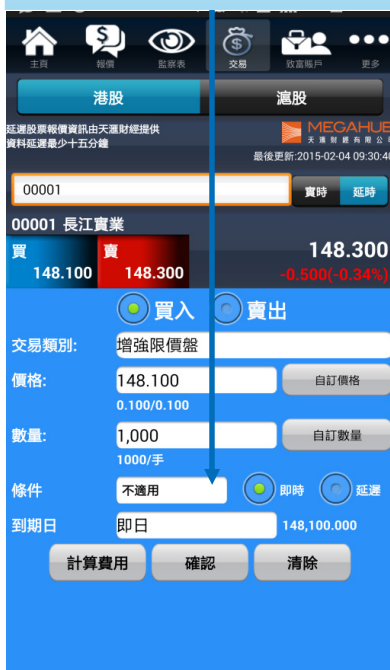 主頁 報價 監察表 交易 致富賬戶 更多
港股 滬股
延遲股票報價資訊由天滙財經提供
資料延遲最少十五分鐘
MEGAHUB
天滙財經有限公司
最後更新:2015-02-04 09:30:40
00001 實時 延時
00001 長江實業
買 賣 148.300
148.100 148.300 -0.500(-0.34%)
買入 賣出
交易類別: 增強限價盤
價格: 148.100 自訂價格
0.100/0.100
數量: 1,000 自訂數量
1000/手
條件 不適用 即時 延遲
到期日 即日 148,100.000
計算費用 確認 清除